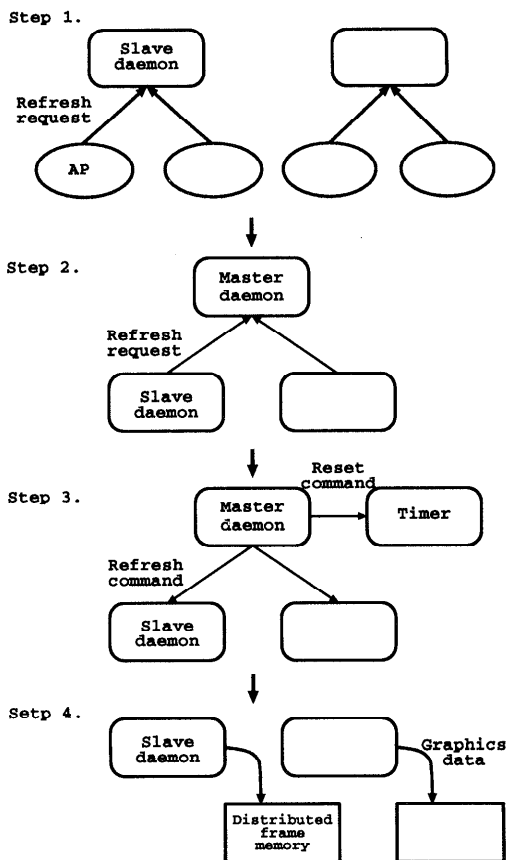 Step 1.
Slave
daemon
Refresh
request
AP
Step 2.
Master
daemon
Refresh
request
Slave
daemon
Step 3.
Reset
command
Master
daemon
Timer
Refresh
command
Slave
daemon
Setp 4.
Slave
daemon
Graphics
data
Distributed
frame
memory